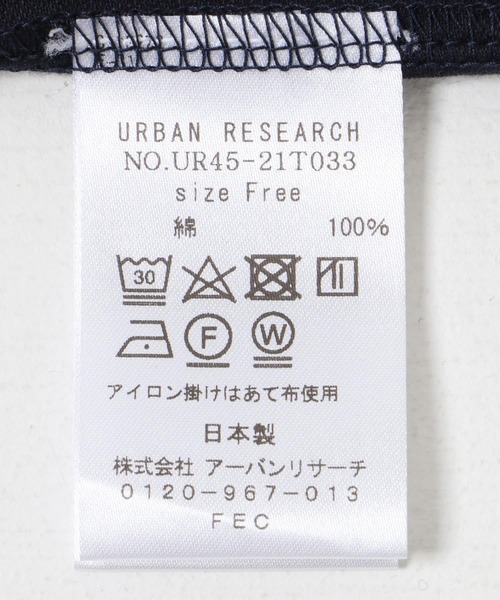 URBAN RESEARCH
NO.UR45-21T033
size Free
綿 100%
30
F W
アイロン掛けはあて布使用
日本製
株式会社 アーバンリサーチ
0120-967-013
FEC